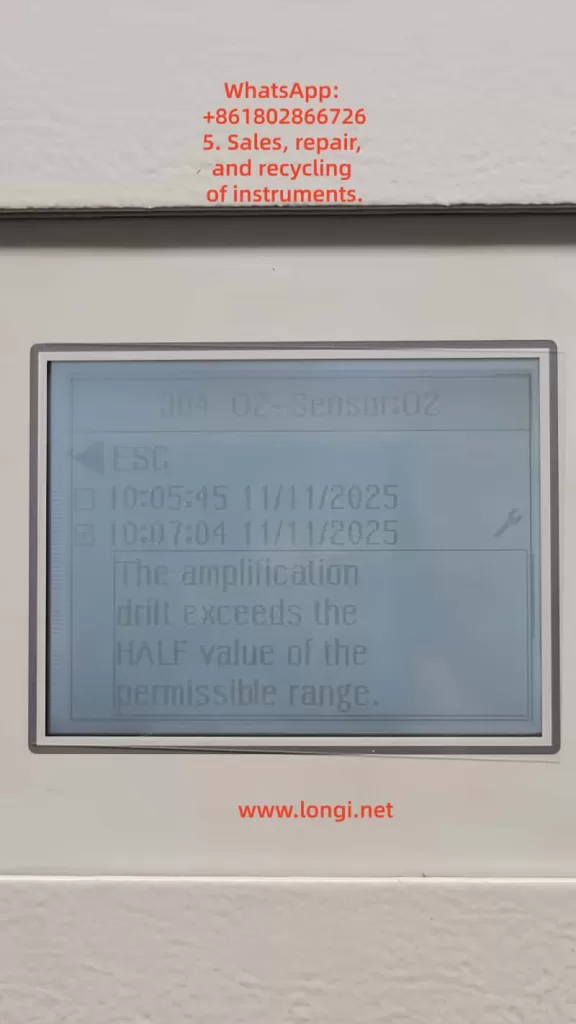 WhatsApp:
+861802866726
5. Sales, repair,
and recycling
of instruments.
304 O2-Sensor:O2
ESC
10:05:45 11/11/2025
10:07:04 11/11/2025
The amplification
drift exceeds the
HALF value of the
permissible range.
www.longi.net